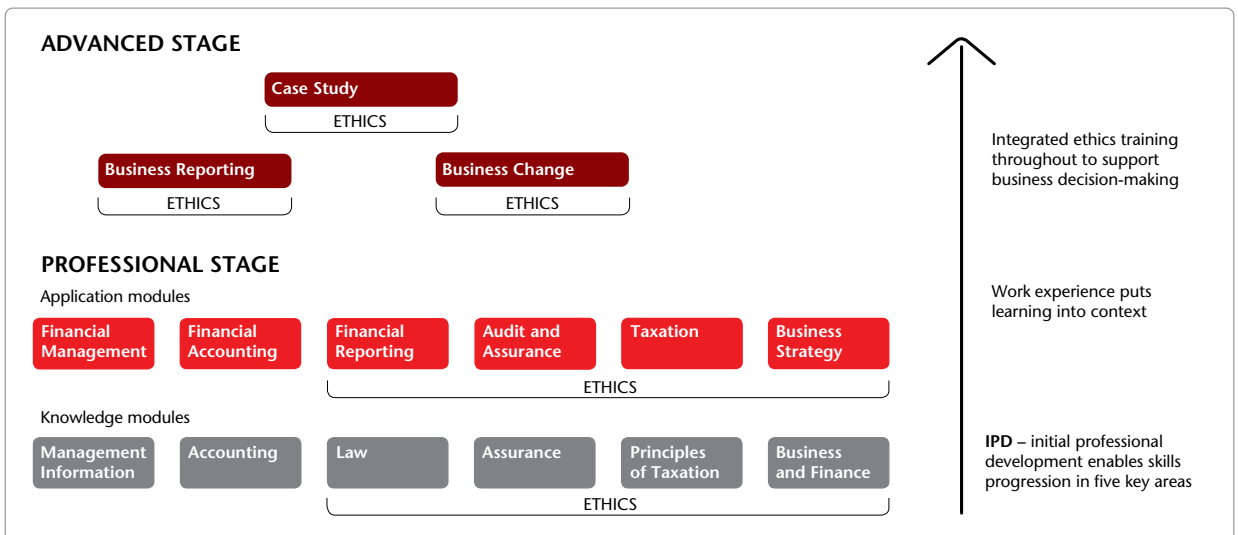 ADVANCED STAGE
Case Study
ETHICS
Business Reporting
ETHICS
Business Change
ETHICS
PROFESSIONAL STAGE
Application modules
Financial
Management
Financial
Accounting
Financial
Reporting
Audit and
Assurance
Taxation
Business
Strategy
ETHICS
Knowledge modules
Management
Information
Accounting
Law
Assurance
Principles
of Taxation
Business
and Finance
ETHICS
Integrated ethics training
throughout to support
business decision-making
Work experience puts
learning into context
IPD – initial professional
development enables skills
progression in five key areas